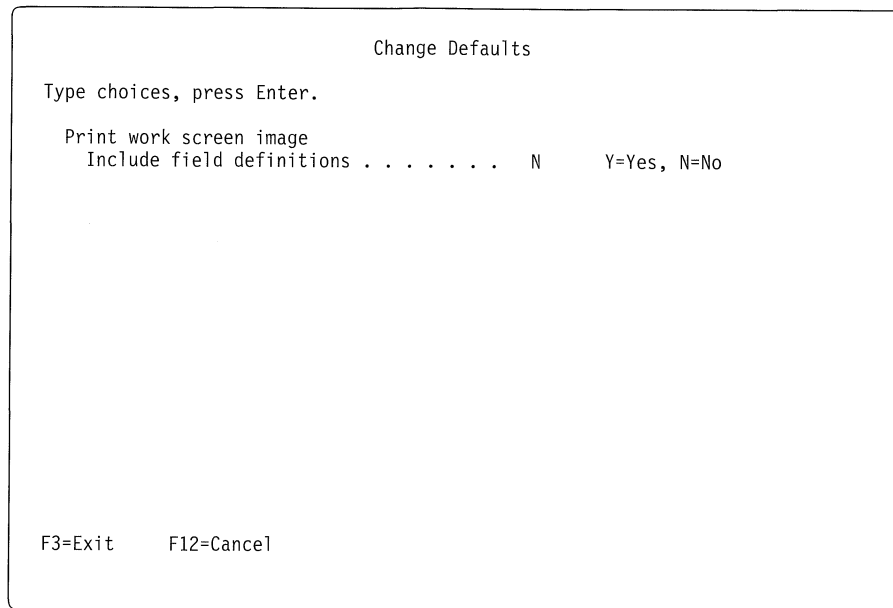 Change Defaults
Type choices, press Enter.
Print work screen image
Include field definitions . . . . . . . N Y=Yes, N=No
F3=Exit F12=Cancel